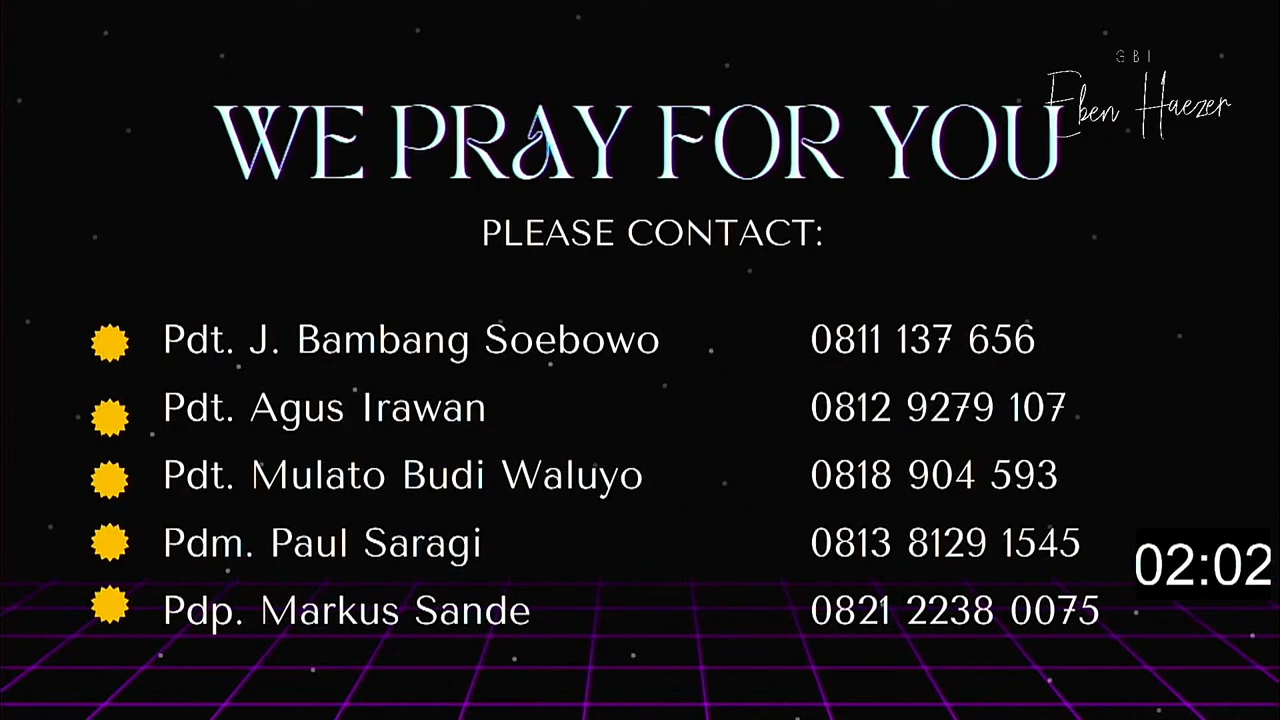 GBI
Eben Haezer
WE PRAY FOR YOU
PLEASE CONTACT:
Pdt. J. Bambang Soebowo 0811 137 656
Pdt. Agus Irawan 0812 9279 107
Pdt. Mulato Budi Waluyo 0818 904 593
Pdm. Paul Saragi 0813 8129 1545
02:02
Pdp. Markus Sande 0821 2238 0075